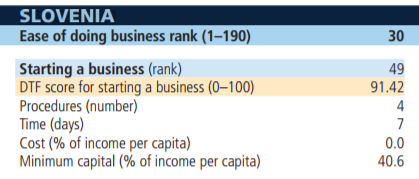 SLOVENIA
Ease of doing business rank (1–190) 30
Starting a business (rank) 49
DTF score for starting a business (0–100) 91.42
Procedures (number) 4
Time (days) 7
Cost (% of income per capita) 0.0
Minimum capital (% of income per capita) 40.6